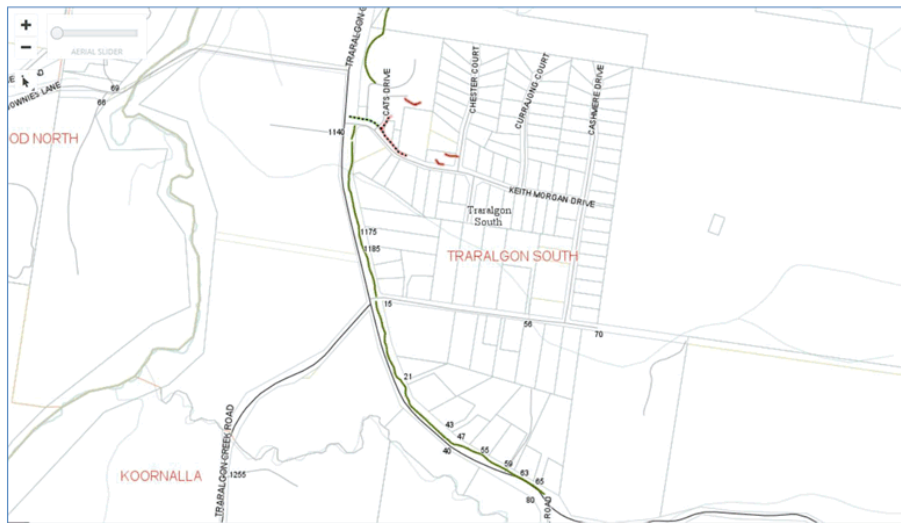 +
AERIAL SLIDER
−
TRARALGON C
CATS DRIVE
CHESTER COURT
CURRAJONG COURT
CASHMERE DRIVE
69
68
OWNIES LANE
1140
OD NORTH
KEITH MORGAN DRIVE
Traralgon
South
1175
1185
TRARALGON SOUTH
15
56
70
21
43
47
40
55
59
63
65
80
ROAD
TRARALGON CREEK ROAD
KOORNALLA
1255